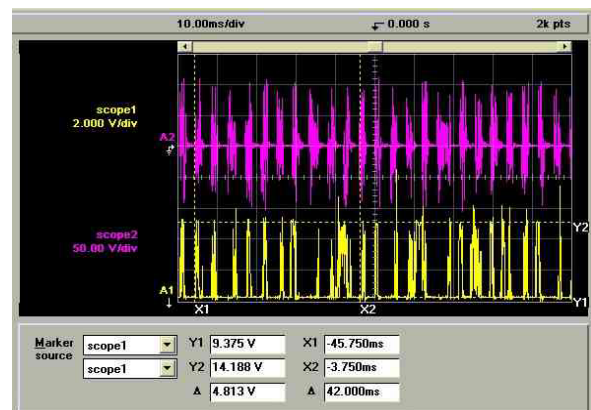 10.00ms/div 0.000 s 2k pts
scope1
2.000 V/div
A2
scope2
50.00 V/div
Y2
A1
Y1
X1 X2
Marker source scope1 Y1 9.375 V X1 -45.750ms
scope1 Y2 14.188 V X2 -3.750ms
Δ 4.813 V Δ 42.000ms